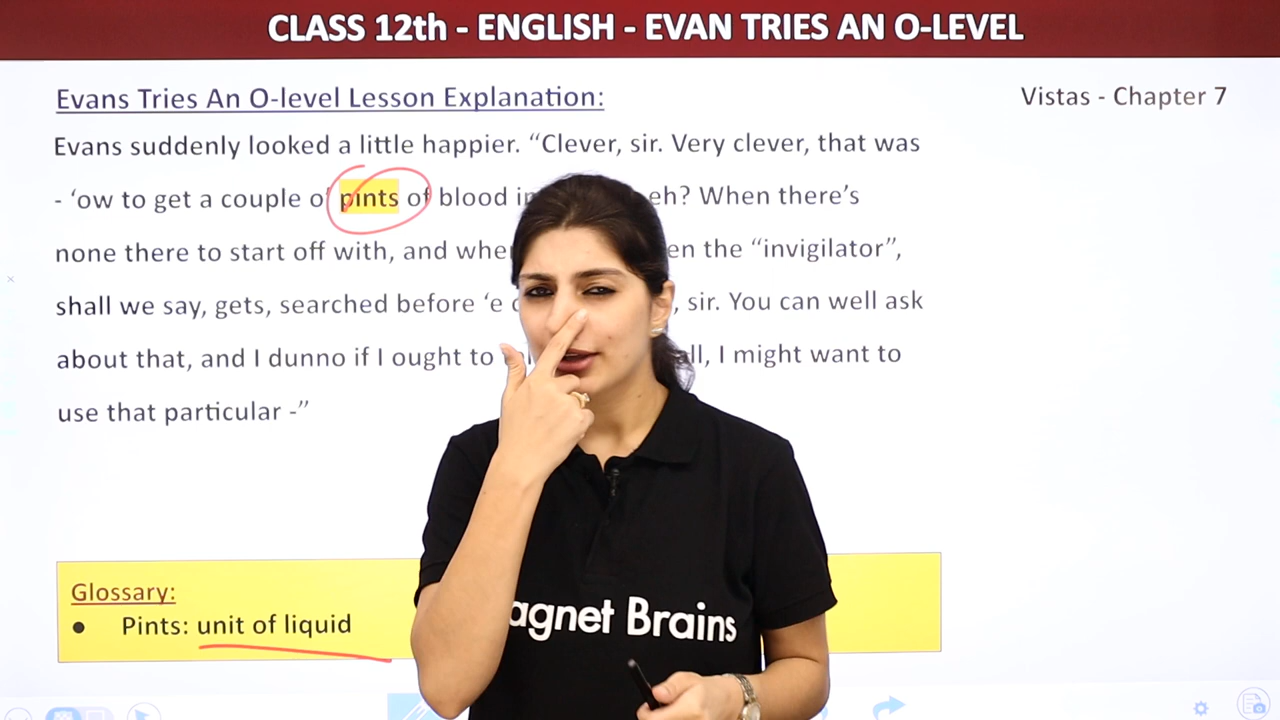 CLASS 12th - ENGLISH - EVAN TRIES AN O-LEVEL
Evans Tries An O-level Lesson Explanation:
Vistas - Chapter 7
Evans suddenly looked a little happier. “Clever, sir. Very clever, that was
- ‘ow to get a couple of pints of blood eh? When there’s
none there to start off with, and the “invigilator”,
shall we say, gets, searched before ‘e , sir. You can well ask
about that, and I dunno if I ought to I might want to
use that particular -”
Glossary:
● Pints: unit of liquid
agnet Brains